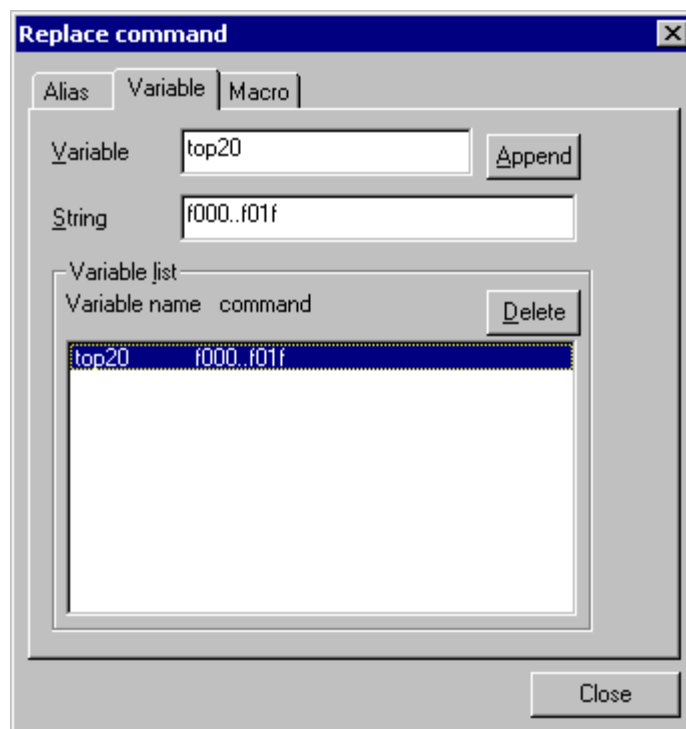 Replace command
Alias Variable Macro
Variable top20 Append
String f000..f01f
Variable list
Variable name command Delete
top20 f000..f01f
Close